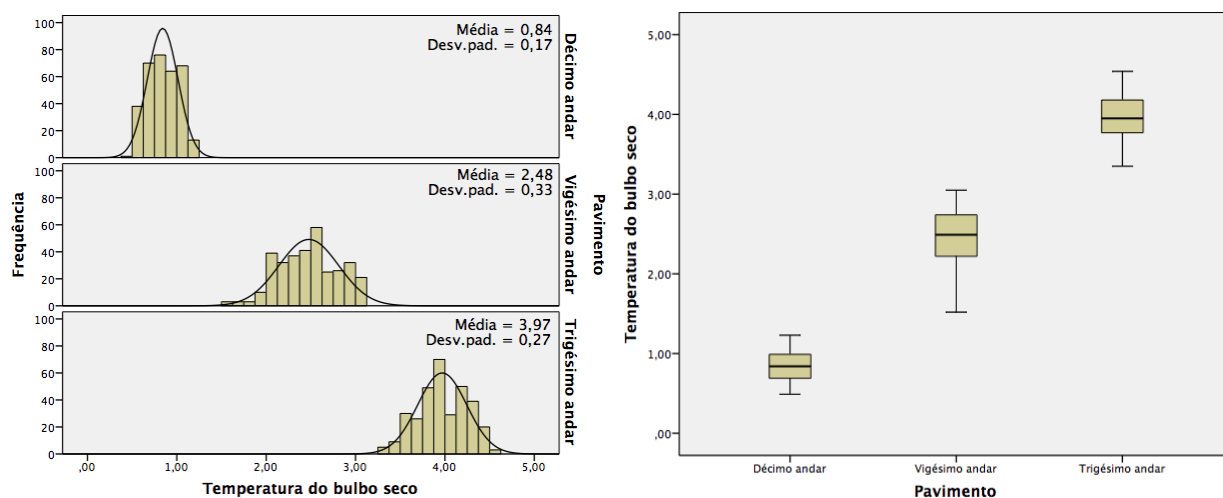 100
80
60
40
20
0
Média = 0,84
Desv.pad. = 0,17
Décimo andar
100
80
60
40
20
0
Média = 2,48
Desv.pad. = 0,33
Vigésimo andar
100
80
60
40
20
0
Média = 3,97
Desv.pad. = 0,27
Trigésimo andar
Frequência
Pavimento
,00 1,00 2,00 3,00 4,00 5,00
Temperatura do bulbo seco
Temperatura do bulbo seco
5,00
4,00
3,00
2,00
1,00
,00
Décimo andar Vigésimo andar Trigésimo andar
Pavimento